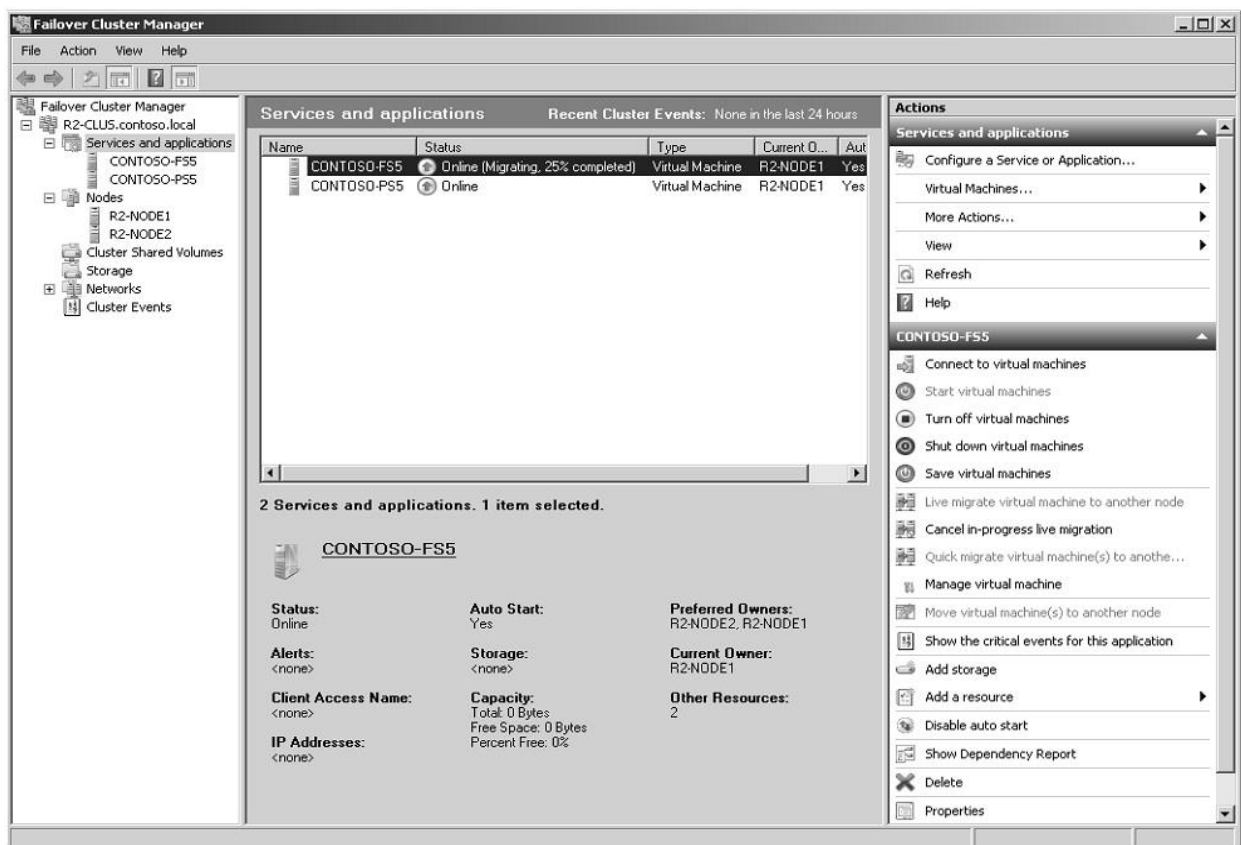 Failover Cluster Manager
File Action View Help
Failover Cluster Manager
R2-CLUS.contoso.local
Services and applications
CONTOSO-FS5
CONTOSO-PS5
Nodes
R2-NODE1
R2-NODE2
Cluster Shared Volumes
Storage
Networks
Cluster Events
Services and applications Recent Cluster Events: None in the last 24 hours
Name Status Type Current O... Aut
CONTOSO-FS5 Online (Migrating, 25% completed) Virtual Machine R2-NODE1 Yes
CONTOSO-PS5 Online Virtual Machine R2-NODE1 Yes
2 Services and applications. 1 item selected.
CONTOSO-FS5
Status: Auto Start: Preferred Owners:
Online Yes R2-NODE2, R2-NODE1
Alerts: Storage: Current Owner:
<none> <none> R2-NODE1
Client Access Name: Capacity: Other Resources:
<none> Total: 0 Bytes 2
Free Space: 0 Bytes
IP Addresses: Percent Free: 0%
<none>
Actions
Services and applications
Configure a Service or Application...
Virtual Machines...
More Actions...
View
Refresh
Help
CONTOSO-FS5
Connect to virtual machines
Start virtual machines
Turn off virtual machines
Shut down virtual machines
Save virtual machines
Live migrate virtual machine to another node
Cancel in-progress live migration
Quick migrate virtual machine(s) to anothe...
Manage virtual machine
Move virtual machine(s) to another node
Show the critical events for this application
Add storage
Add a resource
Disable auto start
Show Dependency Report
Delete
Properties